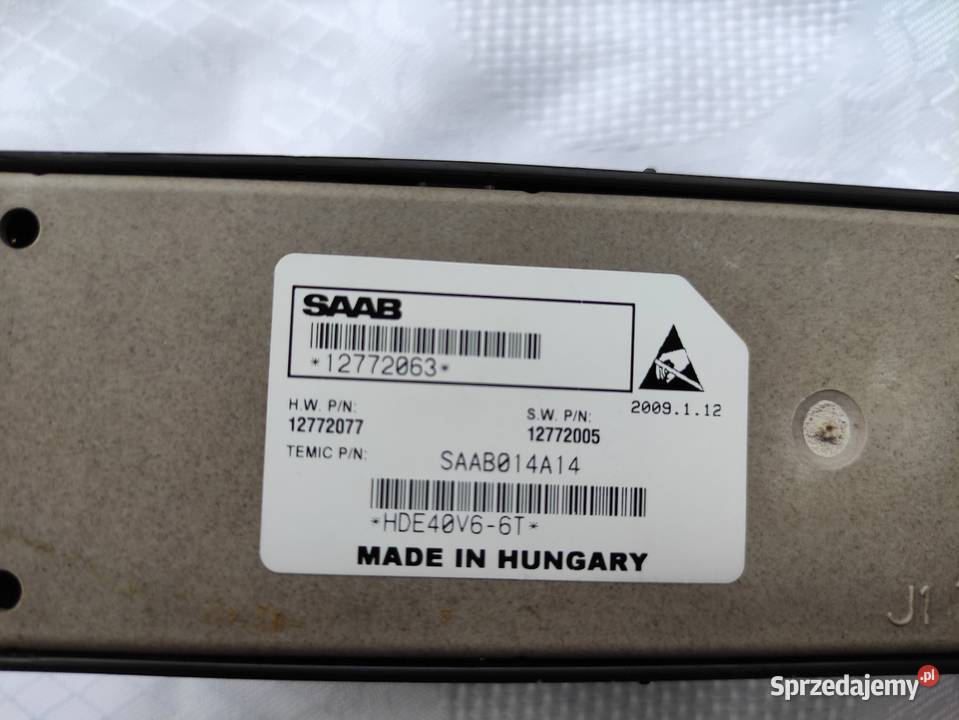 SAAB
*12772063*
2009.1.12
H.W. P/N:
12772077
S.W. P/N:
12772005
TEMIC P/N:
SAAB014A14
*HDE40V6-6T*
MADE IN HUNGARY
J1
Sprzedajemy.pl